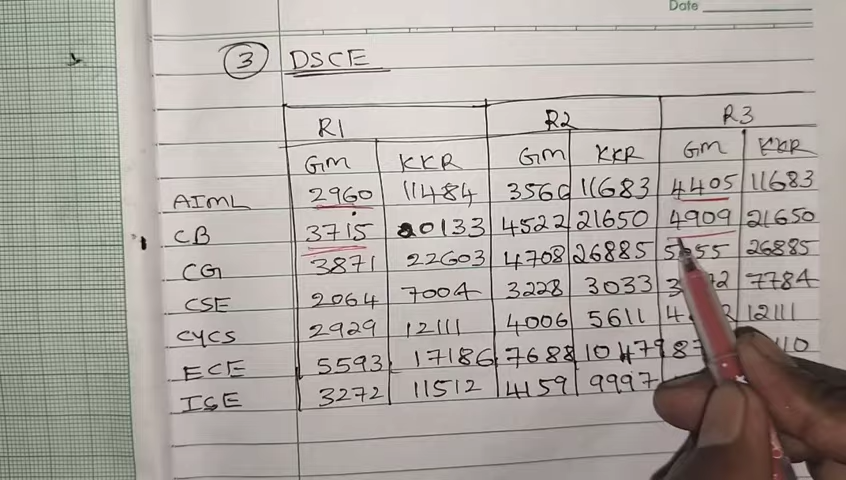 Date
3 DSCE
R1 R2 R3
GM KKR GM KKR GM KKR
AIML 2960 11484 3560 11683 4405 11683
CB 3715 20133 4522 21650 4909 21650
CG 3871 22603 4708 26885 26885
CSE 2064 7004 3228 3033 7784
CYCS 2929 12111 4006 5611 12111
ECE 5593 17186 7688 10479
ISE 3272 11512 4159 9997